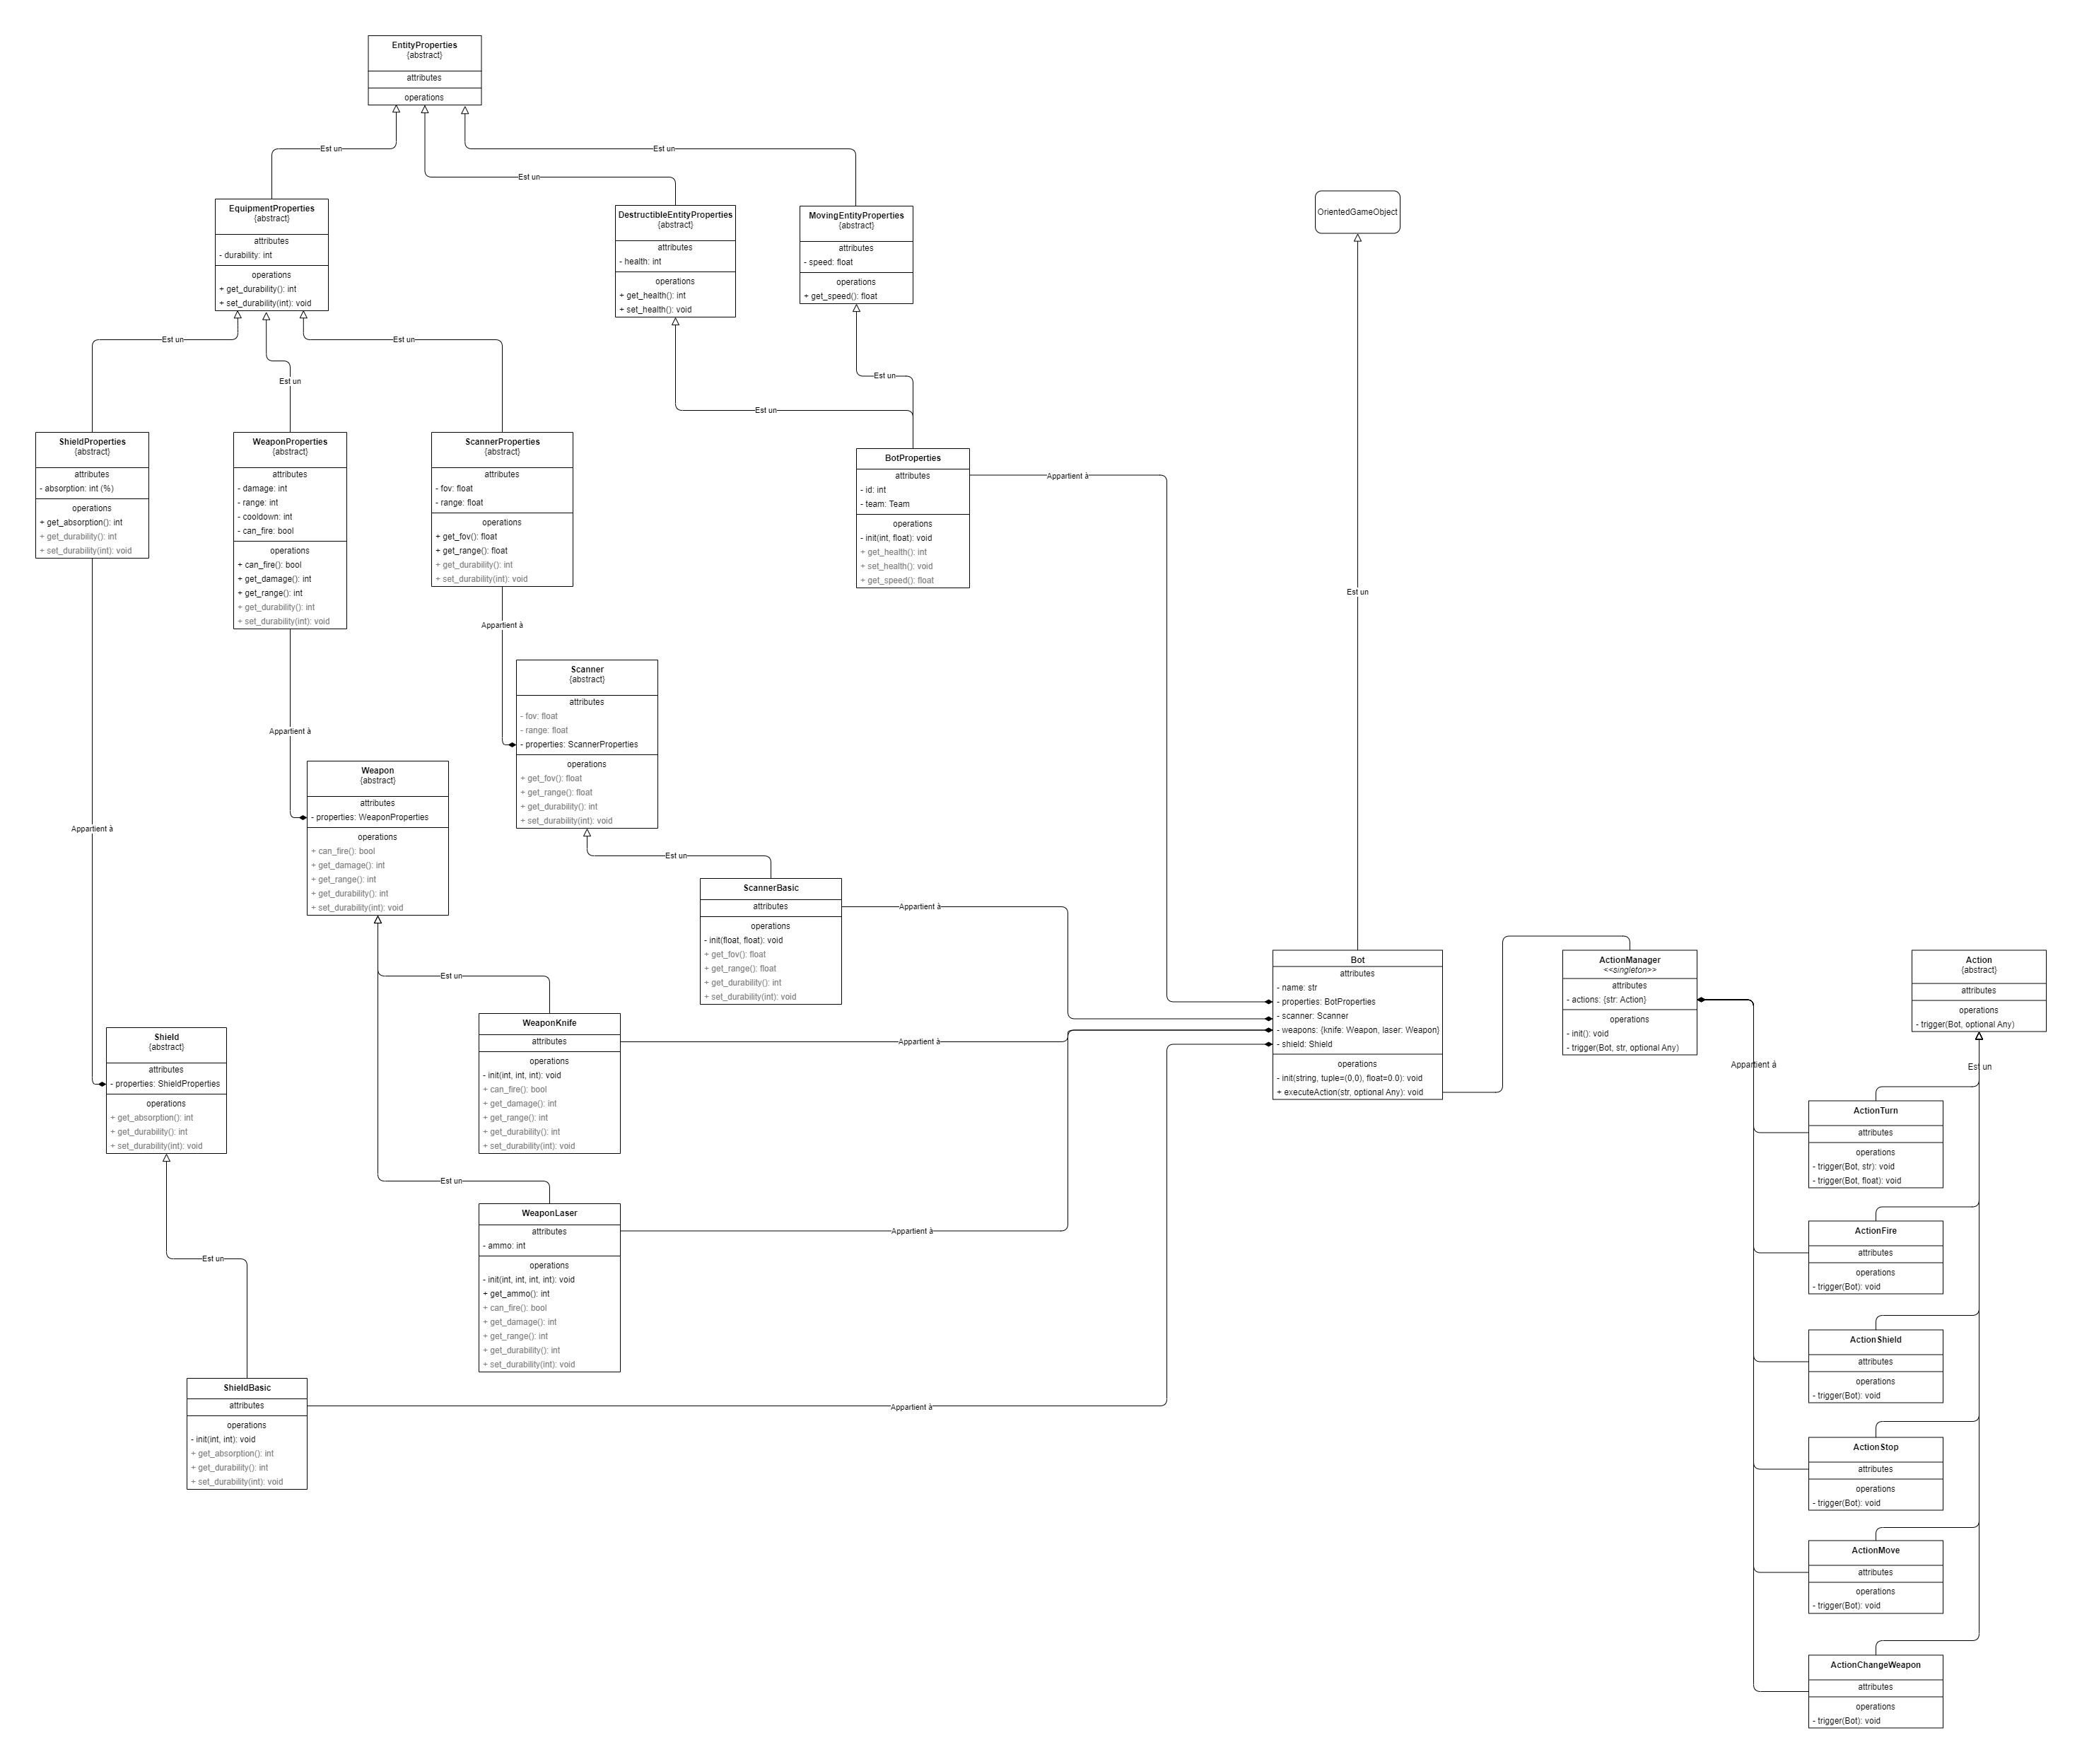 EntityProperties
{abstract}
attributes
operations
Est un
Est un
Est un
EquipmentProperties
{abstract}
attributes
- durability: int
operations
+ get_durability(): int
+ set_durability(int): void
DestructibleEntityProperties
{abstract}
attributes
- health: int
operations
+ get_health(): int
+ set_health(): void
MovingEntityProperties
{abstract}
attributes
- speed: float
operations
+ get_speed(): float
OrientedGameObject
Est un
Est un
Est un
Est un
Est un
ShieldProperties
{abstract}
attributes
- absorption: int (%)
operations
+ get_absorption(): int
+ get_durability(): int
+ set_durability(int): void
WeaponProperties
{abstract}
attributes
- damage: int
- range: int
- cooldown: int
- can_fire: bool
operations
+ can_fire(): bool
+ get_damage(): int
+ get_range(): int
+ get_durability(): int
+ set_durability(int): void
ScannerProperties
{abstract}
attributes
- fov: float
- range: float
operations
+ get_fov(): float
+ get_range(): float
+ get_durability(): int
+ set_durability(int): void
BotProperties
attributes
- id: int
- team: Team
operations
- init(int, float): void
+ get_health(): int
+ set_health(): void
+ get_speed(): float
Appartient à
Est un
Appartient à
Scanner
{abstract}
attributes
- fov: float
- range: float
- properties: ScannerProperties
operations
+ get_fov(): float
+ get_range(): float
+ get_durability(): int
+ set_durability(int): void
Appartient à
Weapon
{abstract}
attributes
- properties: WeaponProperties
operations
+ can_fire(): bool
+ get_damage(): int
+ get_range(): int
+ get_durability(): int
+ set_durability(int): void
Appartient à
Est un
ScannerBasic
attributes
operations
- init(float, float): void
+ get_fov(): float
+ get_range(): float
+ get_durability(): int
+ set_durability(int): void
Appartient à
Bot
attributes
- name: str
- properties: BotProperties
- scanner: Scanner
- weapons: {knife: Weapon, laser: Weapon}
- shield: Shield
operations
- init(string, tuple=(0,0), float=0.0): void
+ executeAction(str, optional Any): void
ActionManager
<<singleton>>
attributes
- actions: {str: Action}
operations
- init(): void
- trigger(Bot, str, optional Any)
Action
{abstract}
attributes
operations
- trigger(Bot, optional Any)
Est un
WeaponKnife
attributes
operations
- init(int, int, int): void
+ can_fire(): bool
+ get_damage(): int
+ get_range(): int
+ get_durability(): int
+ set_durability(int): void
Appartient à
Shield
{abstract}
attributes
- properties: ShieldProperties
operations
+ get_absorption(): int
+ get_durability(): int
+ set_durability(int): void
Appartient à
Est un
ActionTurn
attributes
operations
- trigger(Bot, str): void
- trigger(Bot, float): void
Est un
WeaponLaser
attributes
- ammo: int
operations
- init(int, int, int, int): void
+ get_ammo(): int
+ can_fire(): bool
+ get_damage(): int
+ get_range(): int
+ get_durability(): int
+ set_durability(int): void
Appartient à
ActionFire
attributes
operations
- trigger(Bot): void
Est un
ActionShield
attributes
operations
- trigger(Bot): void
ShieldBasic
attributes
operations
- init(int, int): void
+ get_absorption(): int
+ get_durability(): int
+ set_durability(int): void
Appartient à
ActionStop
attributes
operations
- trigger(Bot): void
ActionMove
attributes
operations
- trigger(Bot): void
ActionChangeWeapon
attributes
operations
- trigger(Bot): void